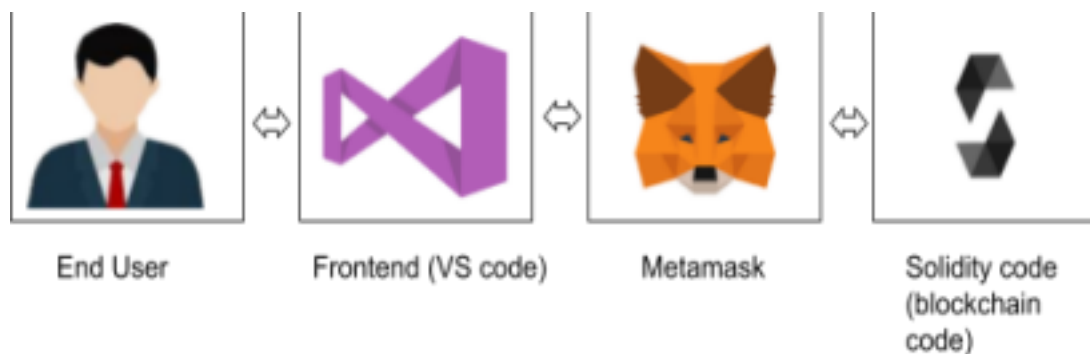 End User
Frontend (VS code)
Metamask
Solidity code
(blockchain
code)